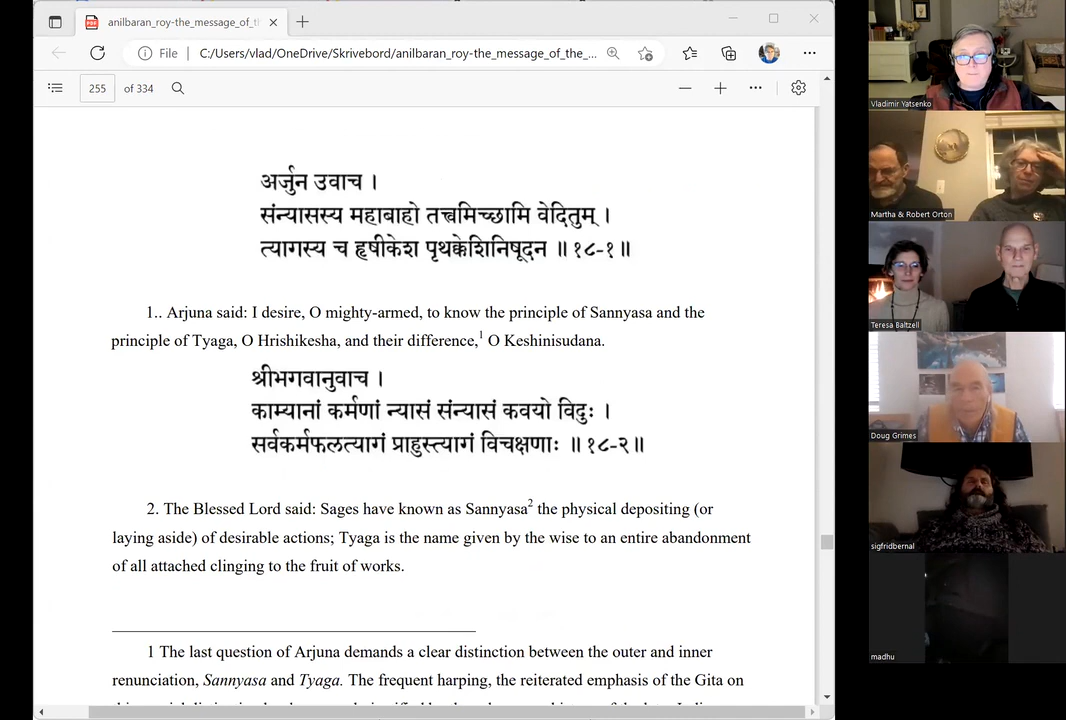 anilbaran_roy-the_message_of_th
File
C:/Users/vlad/OneDrive/Skrivebord/anilbaran_roy-the_message_of_the_...
255 of 334
अर्जुन उवाच ।
संन्यासस्य महाबाहो तत्त्वमिच्छामि वेदितुम् ।
त्यागस्य च हृषीकेश पृथक्केशिनिषूदन ॥१८-१॥
1.. Arjuna said: I desire, O mighty-armed, to know the principle of Sannyasa and the
principle of Tyaga, O Hrishikesha, and their difference,1 O Keshinisudana.
श्रीभगवानुवाच ।
काम्यानां कर्मणां न्यासं संन्यासं कवयो विदुः ।
सर्वकर्मफलत्यागं प्राहुस्त्यागं विचक्षणाः ॥१८-२॥
2. The Blessed Lord said: Sages have known as Sannyasa2 the physical depositing (or
laying aside) of desirable actions; Tyaga is the name given by the wise to an entire abandonment
of all attached clinging to the fruit of works.
1 The last question of Arjuna demands a clear distinction between the outer and inner
renunciation, Sannyasa and Tyaga. The frequent harping, the reiterated emphasis of the Gita on
Vladimir Yatsenko
Martha & Robert Orton
Teresa Baltzell
Doug Grimes
sigfridbernal
madhu